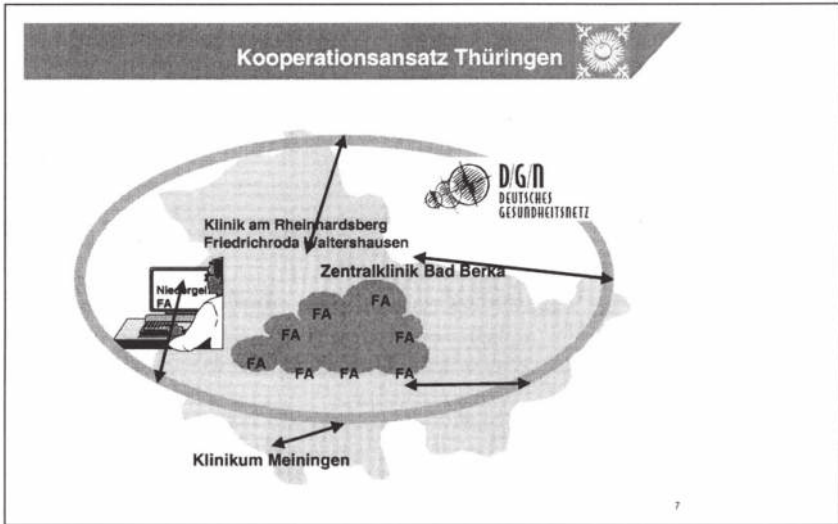 Kooperationsansatz Thüringen
D/G/N
DEUTSCHES
GESUNDHEITSNETZ
Klinik am Rheinhardsberg
Friedrichroda Waltershausen
Zentralklinik Bad Berka
FA
FA
FA
FA
FA
FA
FA
FA
FA
Klinikum Meiningen
7